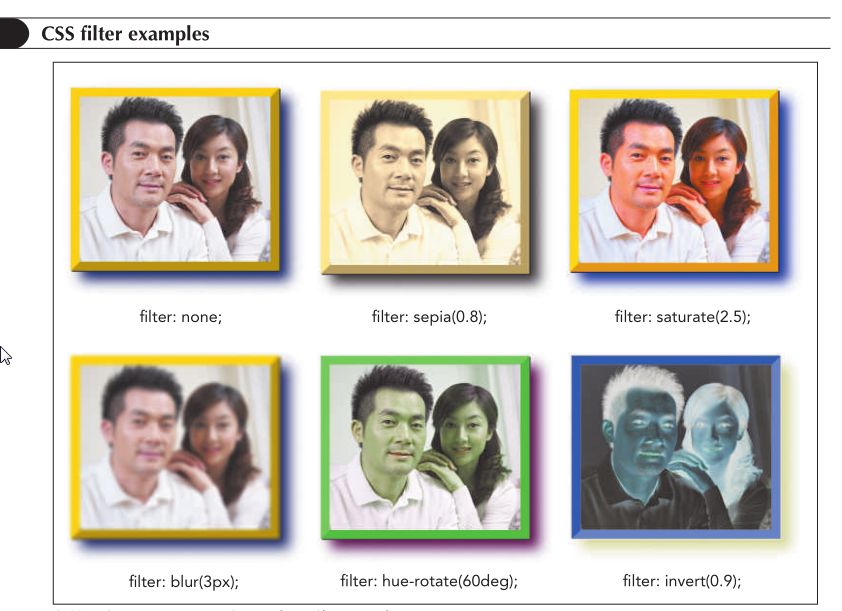 CSS filter examples
filter: none;
filter: sepia(0.8);
filter: saturate(2.5);
filter: blur(3px);
filter: hue-rotate(60deg);
filter: invert(0.9);